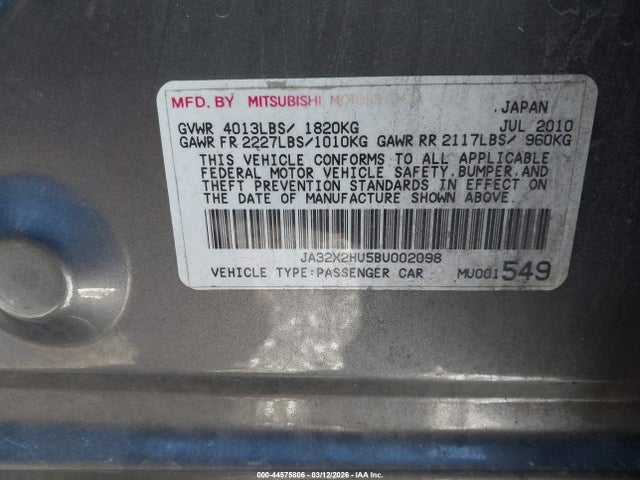 MFD. BY MITSUBISHI MOTORS
JAPAN
GVWR 4013LBS/ 1820KG JUL 2010
GAWR FR 2227LBS/1010KG GAWR RR 2117LBS/ 960KG
THIS VEHICLE CONFORMS TO ALL APPLICABLE
FEDERAL MOTOR VEHICLE SAFETY.BUMPER.AND
THEFT PREVENTION STANDARDS IN EFFECT ON
THE DATE OF MANUFACTURE SHOWN ABOVE.
JA32X2HU5BU002098
VEHICLE TYPE:PASSENGER CAR MU001549
000-44575806 - 03/12/2026 - IAA Inc.